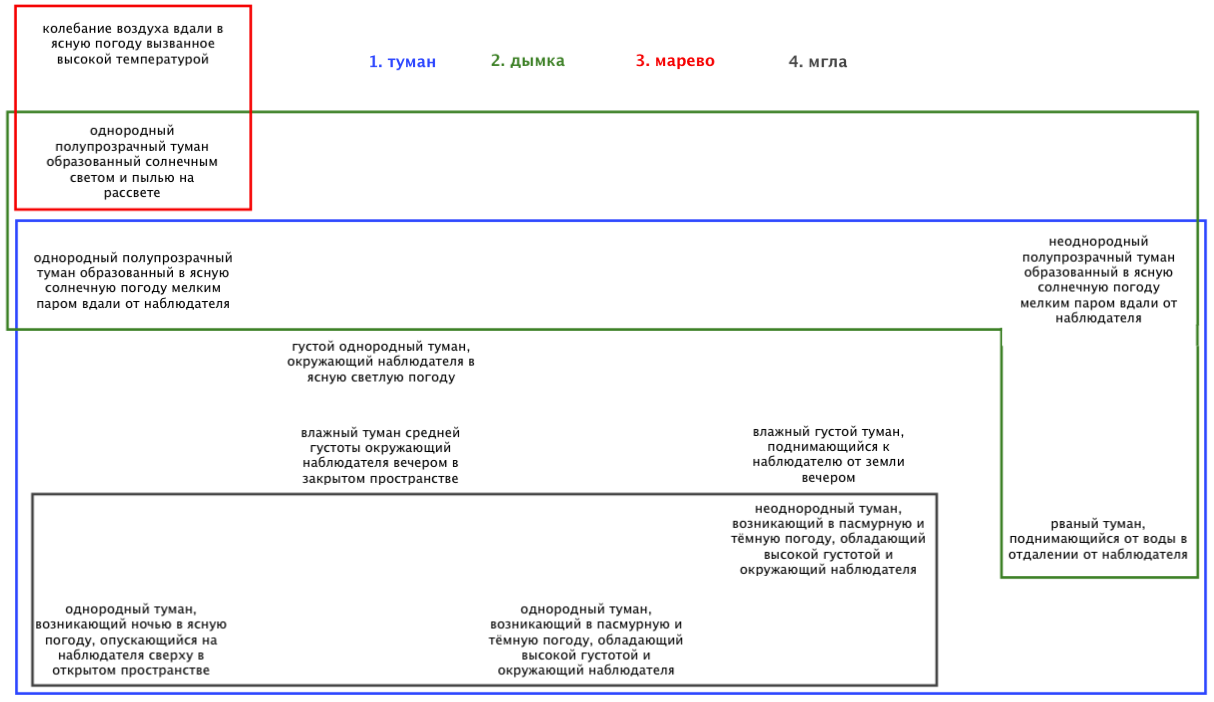 колебание воздуха вдали в
ясную погоду вызванное
высокой температурой
1. туман
2. дымка
3. марево
4. мгла
однородный
полупрозрачный туман
образованный солнечным
светом и пылью на
рассвете
однородный полупрозрачный
туман образованный в ясную
солнечную погоду мелким
паром вдали от наблюдателя
неоднородный
полупрозрачный туман
образованный в ясную
солнечную погоду
мелким паром вдали от
наблюдателя
густой однородный туман,
окружающий наблюдателя в
ясную светлую погоду
влажный туман средней
густоты окружающий
наблюдателя вечером в
закрытом пространстве
влажный густой туман,
поднимающийся к
наблюдателю от земли
вечером
неоднородный туман,
возникающий в пасмурную и
тёмную погоду, обладающий
высокой густотой и
окружающий наблюдателя
рваный туман,
поднимающийся от воды в
отдалении от наблюдателя
однородный туман,
возникающий ночью в ясную
погоду, опускающийся на
наблюдателя сверху в
открытом пространстве
однородный туман,
возникающий в пасмурную и
тёмную погоду, обладающий
высокой густотой и
окружающий наблюдателя